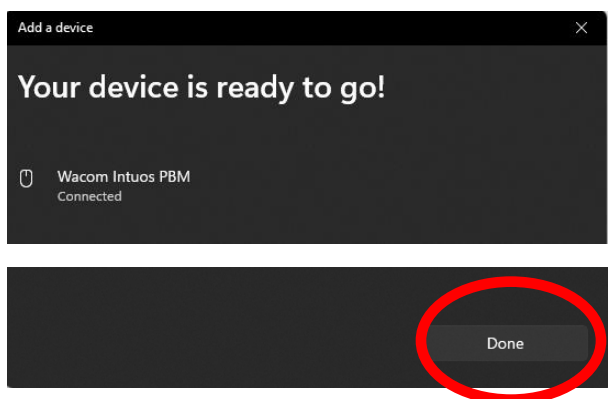 Add a device
Your device is ready to go!
Wacom Intuos PBM
Connected
Done